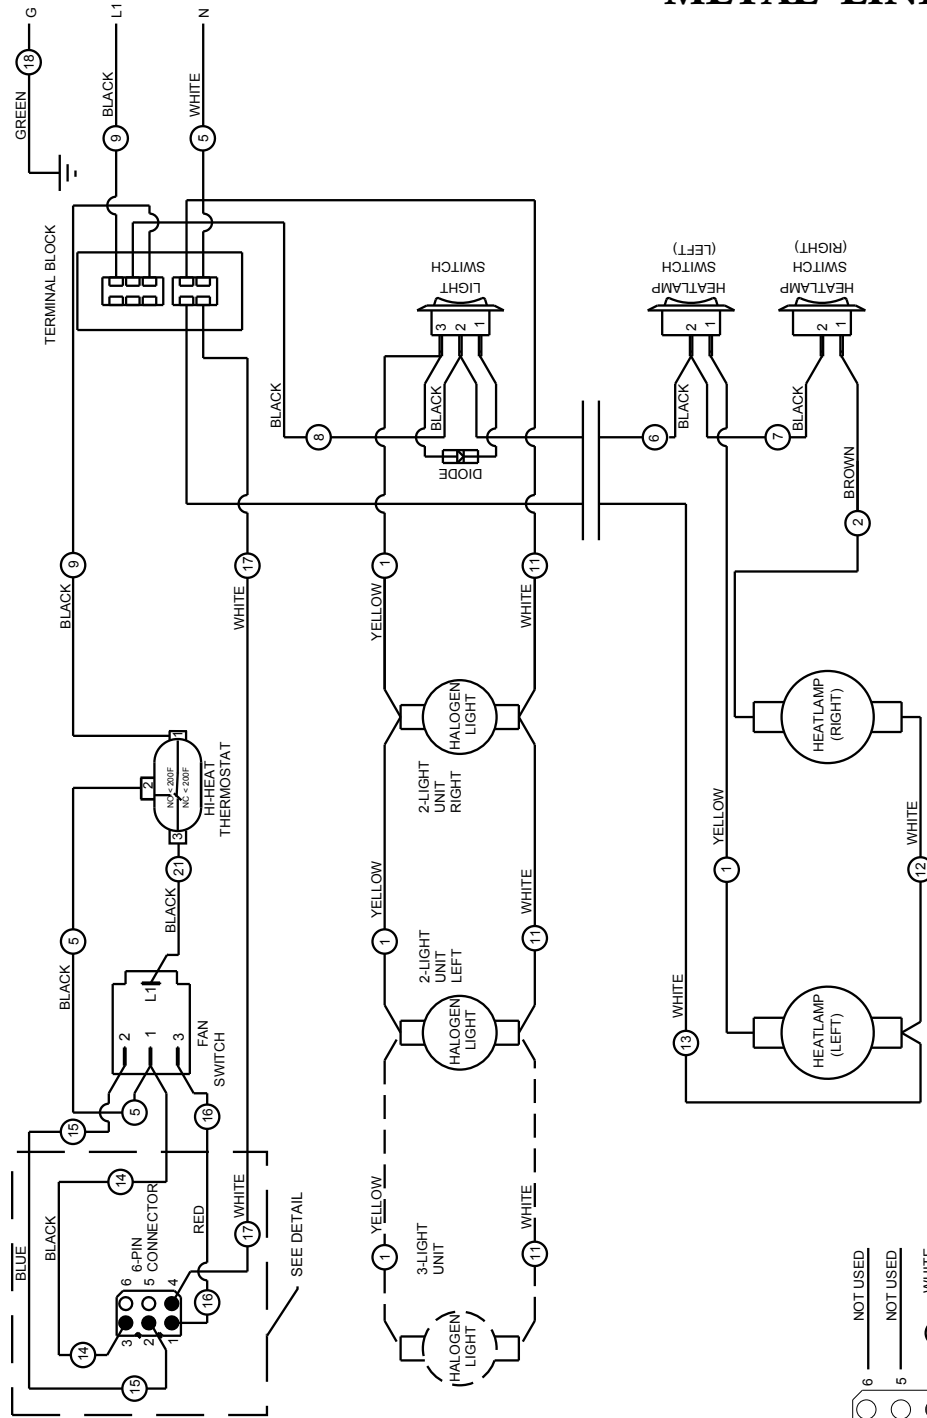 G
L1
N
18
GREEN
BLACK
9
WHITE
5
TERMINAL BLOCK
LIGHT
SWITCH
3
2
1
HEATLAMP
SWITCH
(LEFT)
2
1
HEATLAMP
SWITCH
(RIGHT)
2
1
BLACK
8
BLACK
DIODE
6
BLACK
7
BLACK
BROWN
2
9
BLACK
17
WHITE
1
YELLOW
11
WHITE
HI-HEAT
THERMOSTAT
1
2
3
NO < 200F
NC < 200F
21
BLACK
5
BLACK
HALOGEN
LIGHT
2-LIGHT
UNIT
RIGHT
YELLOW
1
WHITE
11
2-LIGHT
UNIT
LEFT
HALOGEN
LIGHT
HEATLAMP
(RIGHT)
YELLOW
1
WHITE
12
WHITE
13
HEATLAMP
(LEFT)
L1
2
1
3
FAN
SWITCH
5
15
16
14
BLUE
BLACK
6-PIN
CONNECTOR
RED
WHITE
17
16
6
5
4
3
2
1
14
15
SEE DETAIL
YELLOW
1
3-LIGHT
UNIT
WHITE
11
HALOGEN
LIGHT
NOT USED
6
NOT USED
5